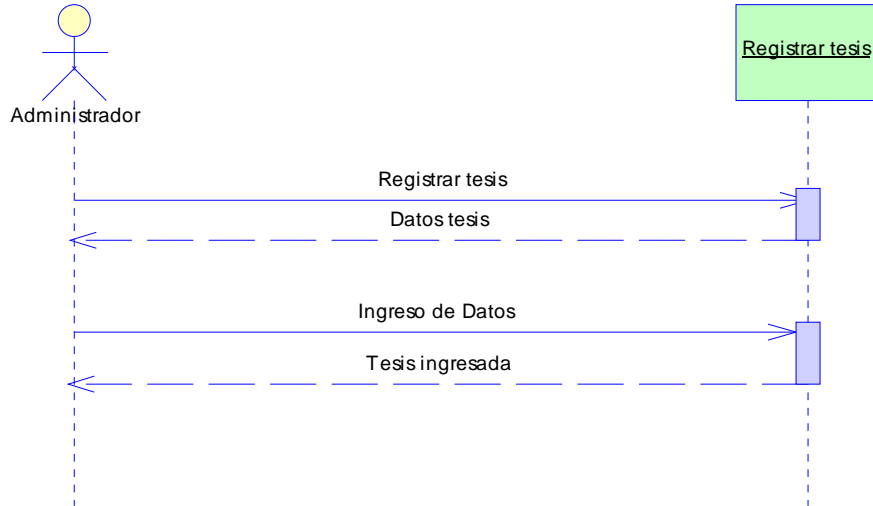 Registrar tesis
Administrador
Registrar tesis
Datos tesis
Ingreso de Datos
Tesis ingresada